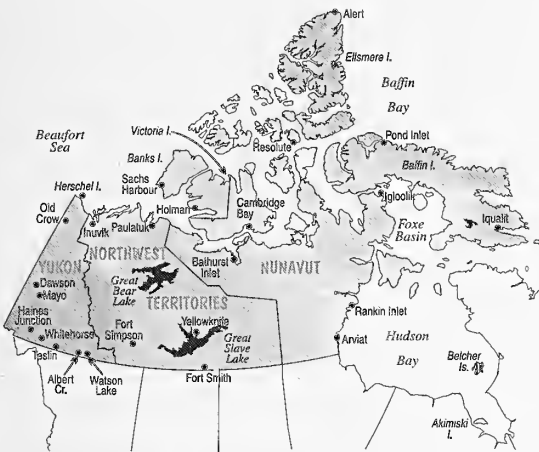 Alert
Ellsmere I.
Baffin
Bay
Beaufort
Sea
Victoria I.
Resolute
Pond Inlet
Banks I.
Baffin I.
Sachs
Harbour
Herschel I.
Holman
Cambridge
Bay
Igloolik
Old
Crow
Inuvik
Paulatuk
Foxe
Basin
Iqaluit
NORTHWEST
YUKON
Bathurst
Inlet
NUNAVUT
Great
Bear
Lake
Dawson
Mayo
TERRITORIES
Haines
Junction
Fort
Simpson
Yellowknife
Rankin Inlet
Whitehorse
Great
Slave
Lake
Arviat
Hudson
Bay
Teslin
Albert
Cr.
Watson
Lake
Fort Smith
Belcher
Is.
Akimiski
I.